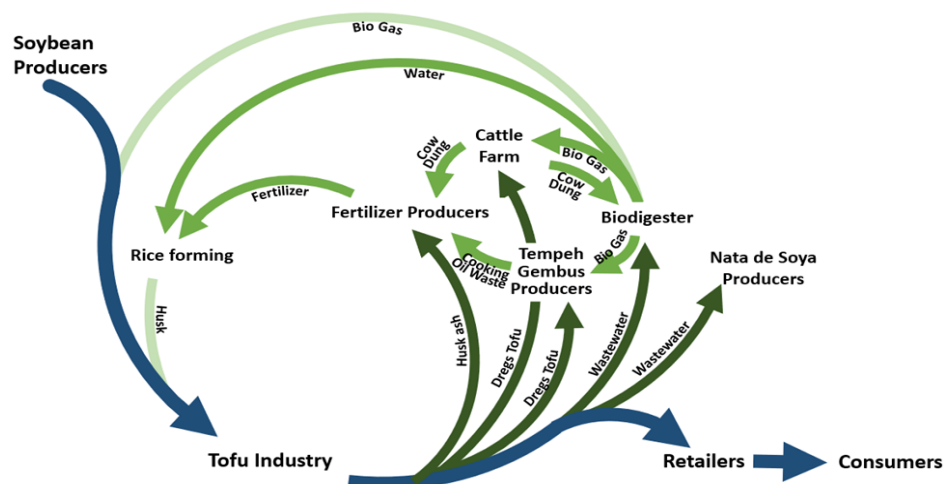 Bio Gas
Soybean
Producers
Water
Cattle
Farm
Cow
Dung
Bio Gas
Cow
Dung
Fertilizer
Fertilizer Producers
Biodigester
Rice forming
Bio Gas
Tempeh
Gembus
Producers
Cooking
Oil Waste
Nata de Soya
Producers
Husk
Husk ash
Dregs Tofu
Dregs Tofu
Wastewater
Wastewater
Tofu Industry
Retailers
Consumers